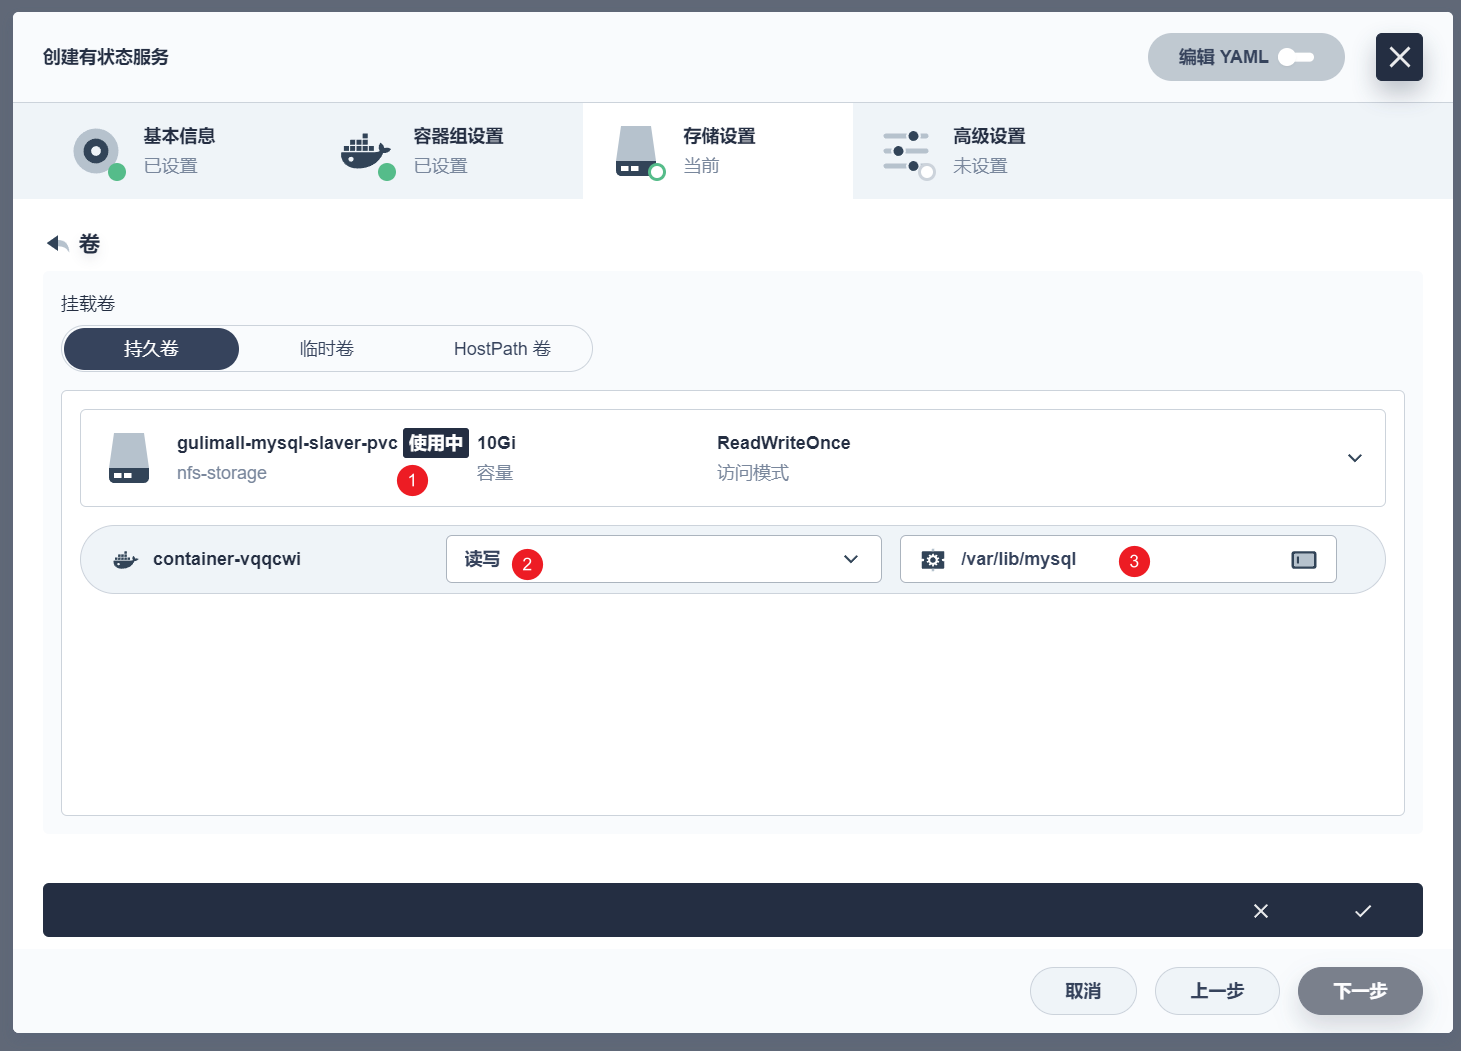 创建有状态服务
编辑 YAML
基本信息
已设置
容器组设置
已设置
存储设置
当前
高级设置
未设置
卷
挂载卷
持久卷
临时卷
HostPath 卷
gulimall-mysql-slaver-pvc 使用中
nfs-storage
1
10Gi
容量
ReadWriteOnce
访问模式
container-vqqcwi
读写
2
/var/lib/mysql
3
取消
上一步
下一步